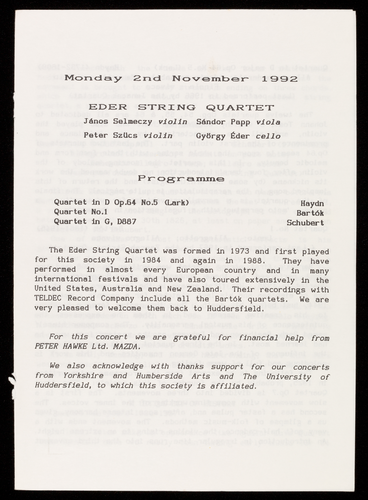 Monday 2nd November 1992
EDER STRING QUARTET
János Selmeczy violin Sándor Papp viola
Peter Szücs violin György Éder cello
Programme
Quartet in D Op.64 No.5 (Lark) Haydn
Quartet No.1 Bartók
Quartet in G, D887 Schubert
The Eder String Quartet was formed in 1973 and first played
for this society in 1984 and again in 1988. They have
performed in almost every European country and in many
international festivals and have also toured extensively in the
United States, Australia and New Zealand. Their recordings with
TELDEC Record Company include all the Bartók quartets. We are
very pleased to welcome them back to Huddersfield.
For this concert we are grateful for financial help from
PETER HAWKE Ltd. MAZDA.
We also acknowledge with thanks support for our concerts
from Yorkshire and Humberside Arts and The University of
Huddersfield, to which this society is affiliated.